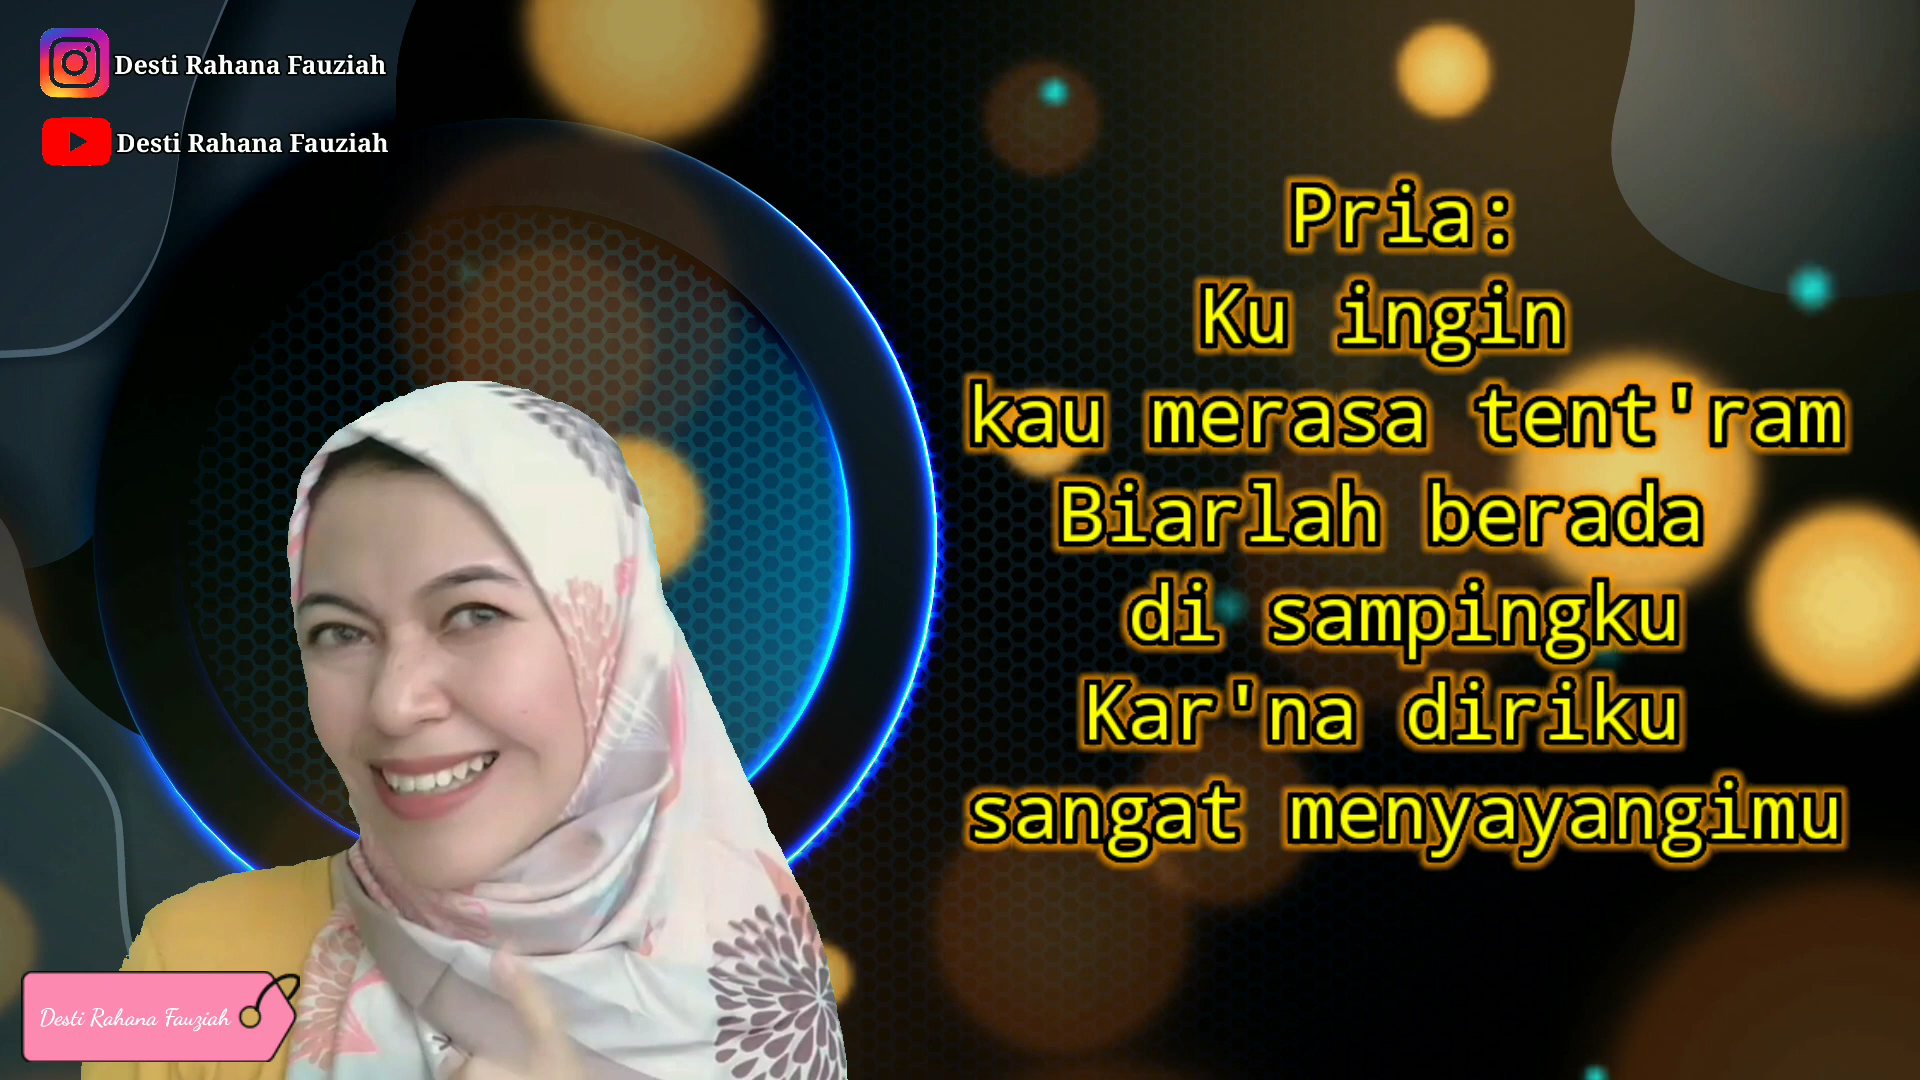 Desti Rahana Fauziah
Desti Rahana Fauziah
Pria:
Ku ingin
kau merasa tent'ram
Biarlah berada
di sampingku
Kar'na diriku
sangat menyayangimu
Desti Rahana Fauziah